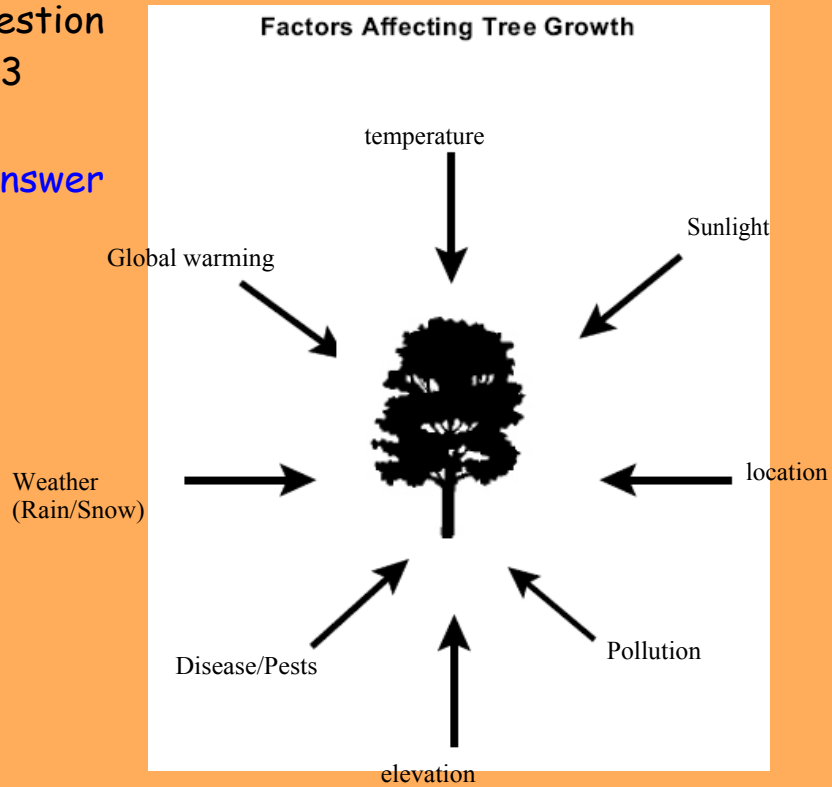 estion
3
nswer
Factors Affecting Tree Growth
temperature
Sunlight
Global warming
location
Weather
(Rain/Snow)
Pollution
Disease/Pests
elevation